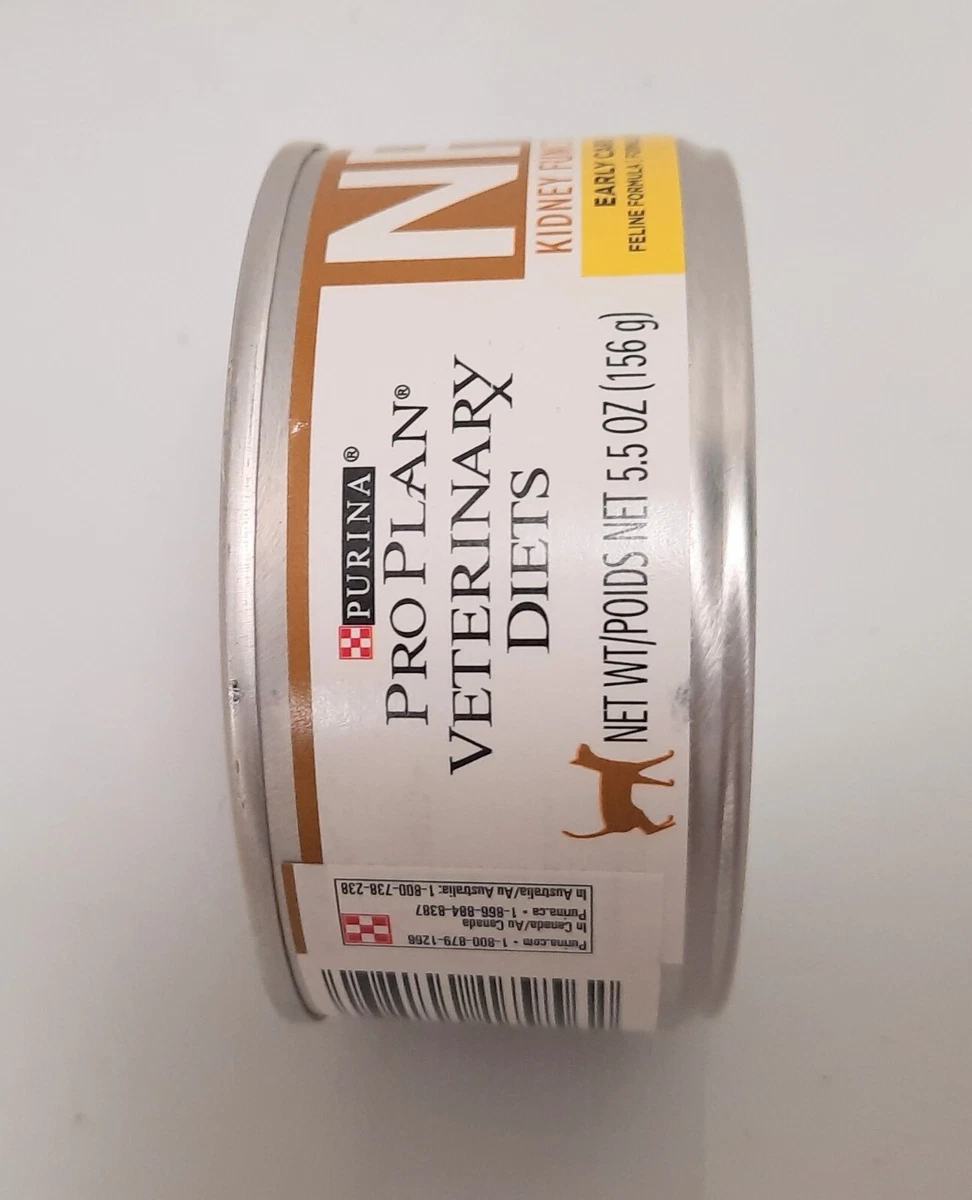 PURINA®
PRO PLAN®
VETERINARY
DIETS
NET WT/POIDS NET 5.5 OZ (156 g)
KIDNEY
EARLY
FELINE FORMULA
Purina.com • 1-800-879-1266
In Canada/Au Canada
Purina.ca • 1-866-884-8387
In Australia/Au Australia: 1-800-738-238